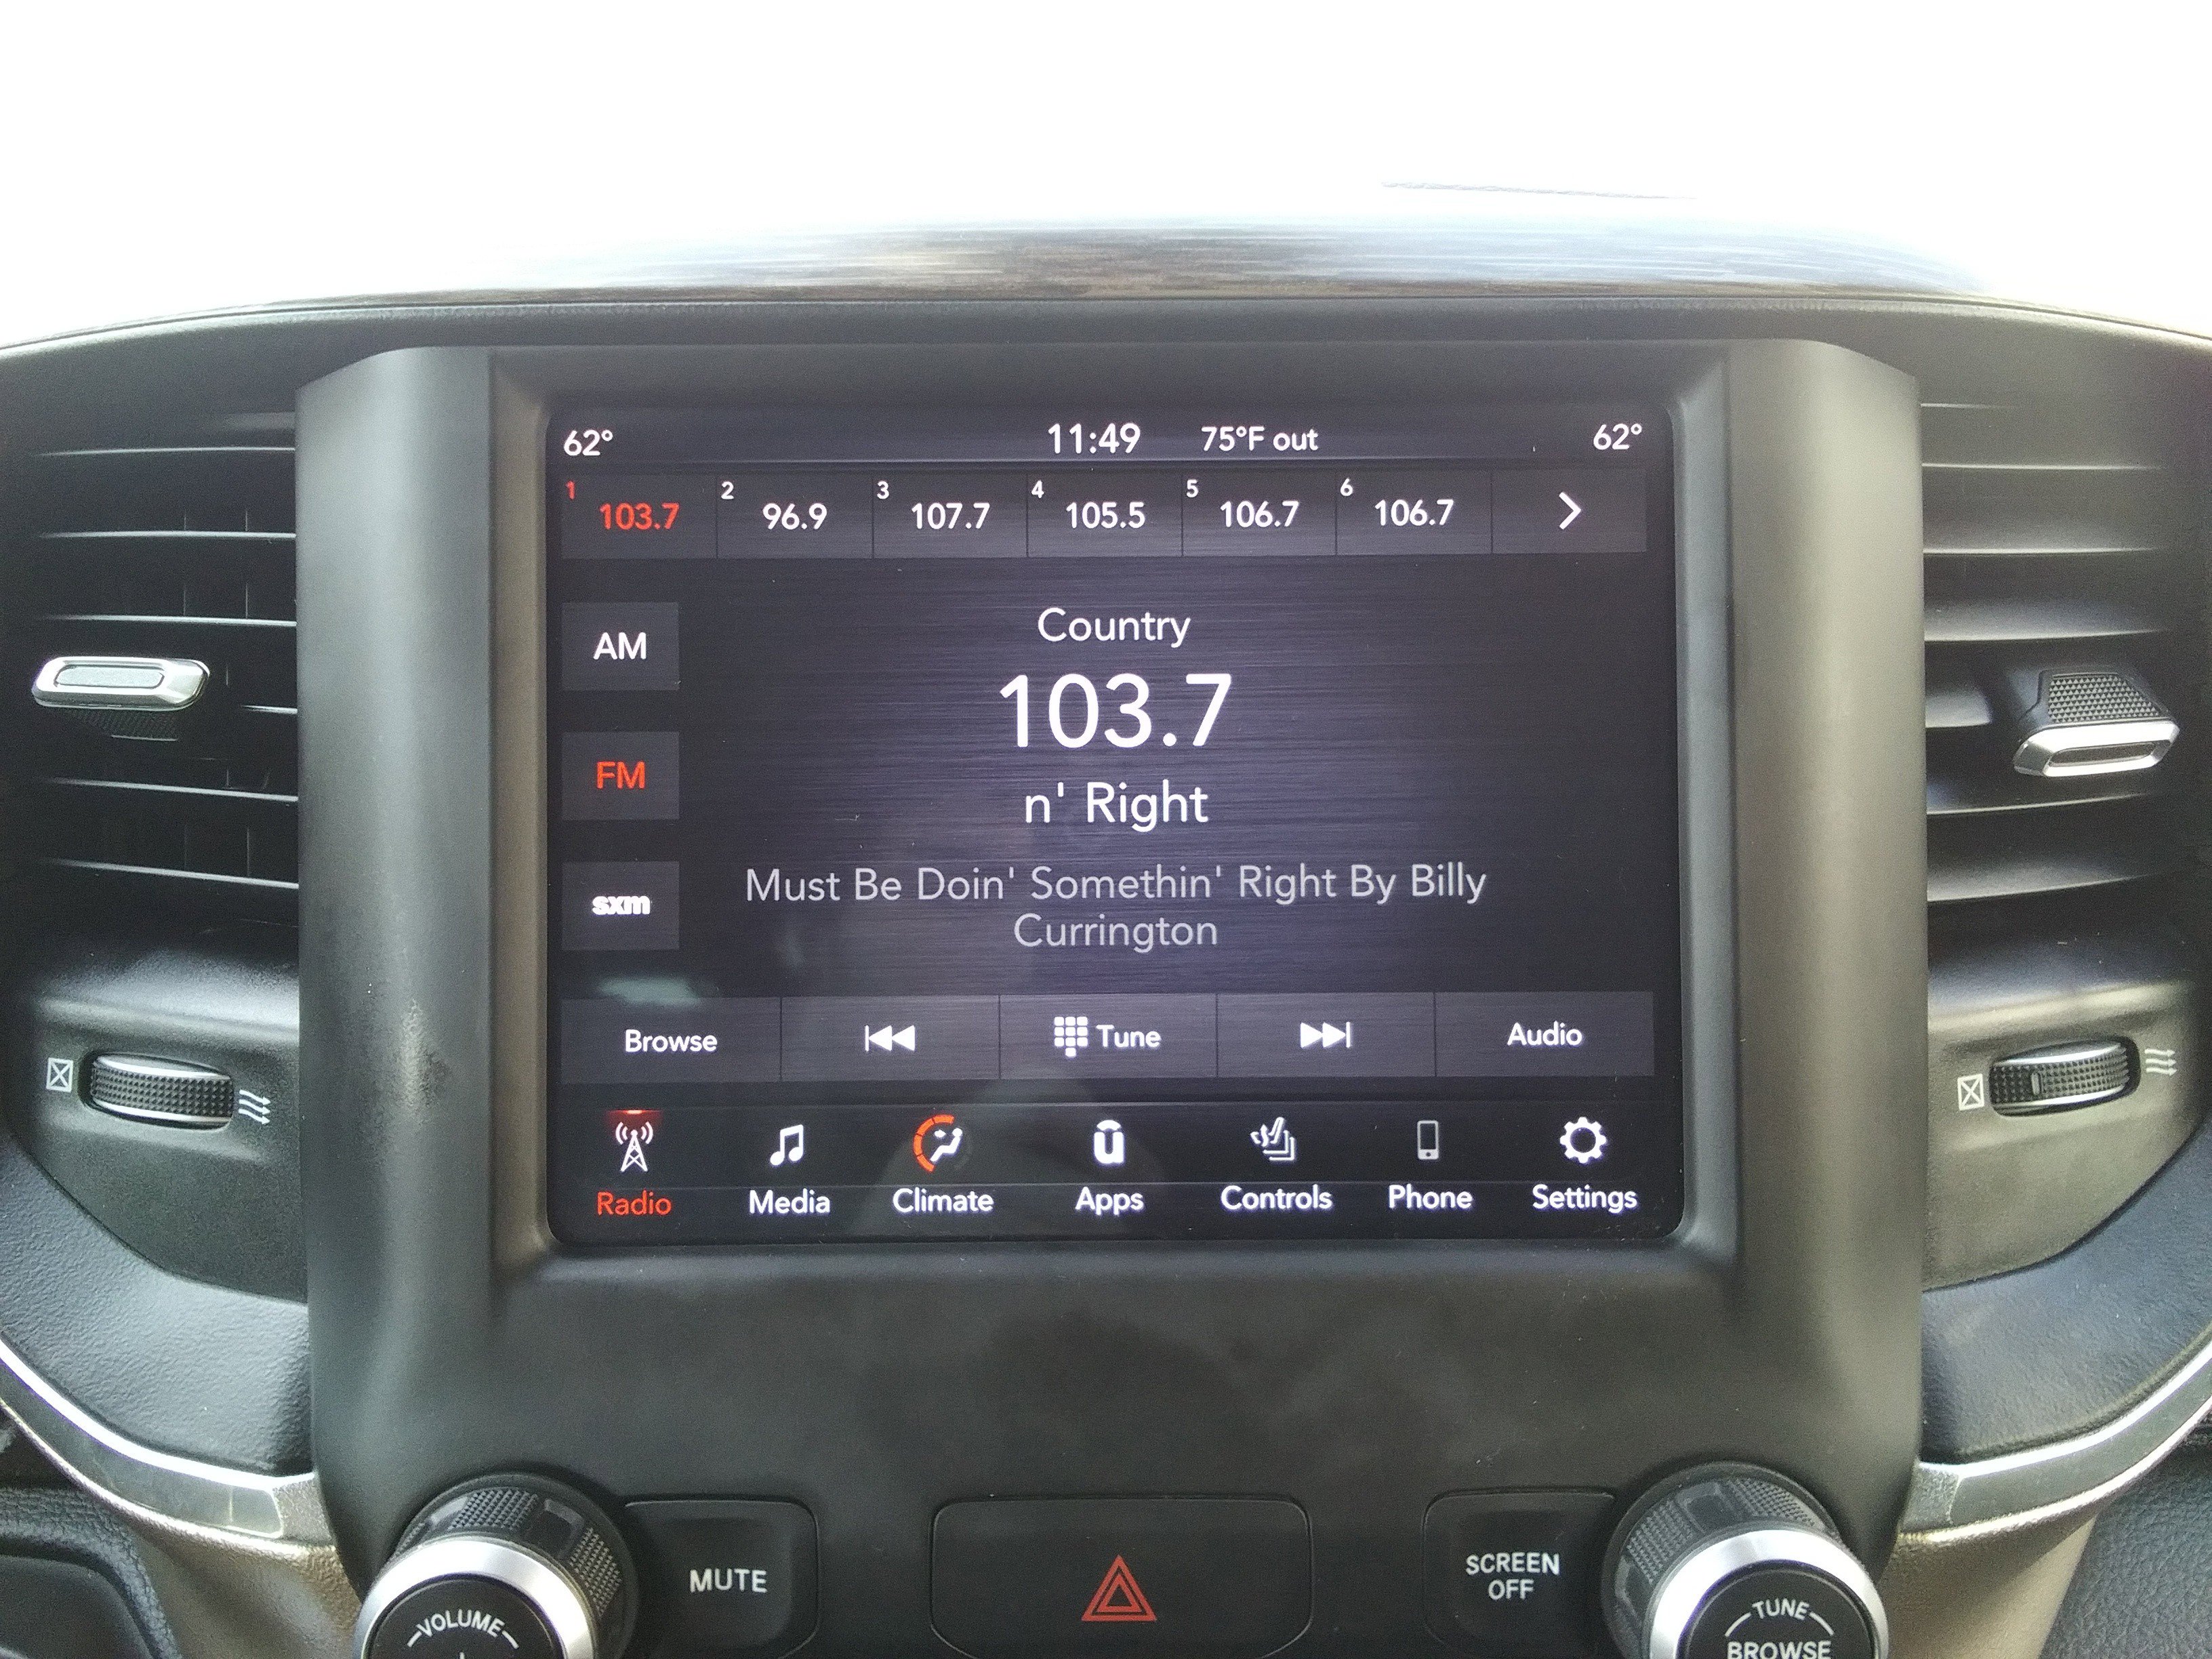 62° 11:49 75°F out 62°
1 103.7 2 96.9 3 107.7 4 105.5 5 106.7 6 106.7
AM
Country
103.7
FM
n' Right
Must Be Doin' Somethin' Right By Billy
Currington
sxm
Browse Tune Audio
Radio Media Climate Apps Controls Phone Settings
MUTE
SCREEN
OFF
VOLUME
TUNE
BROWSE